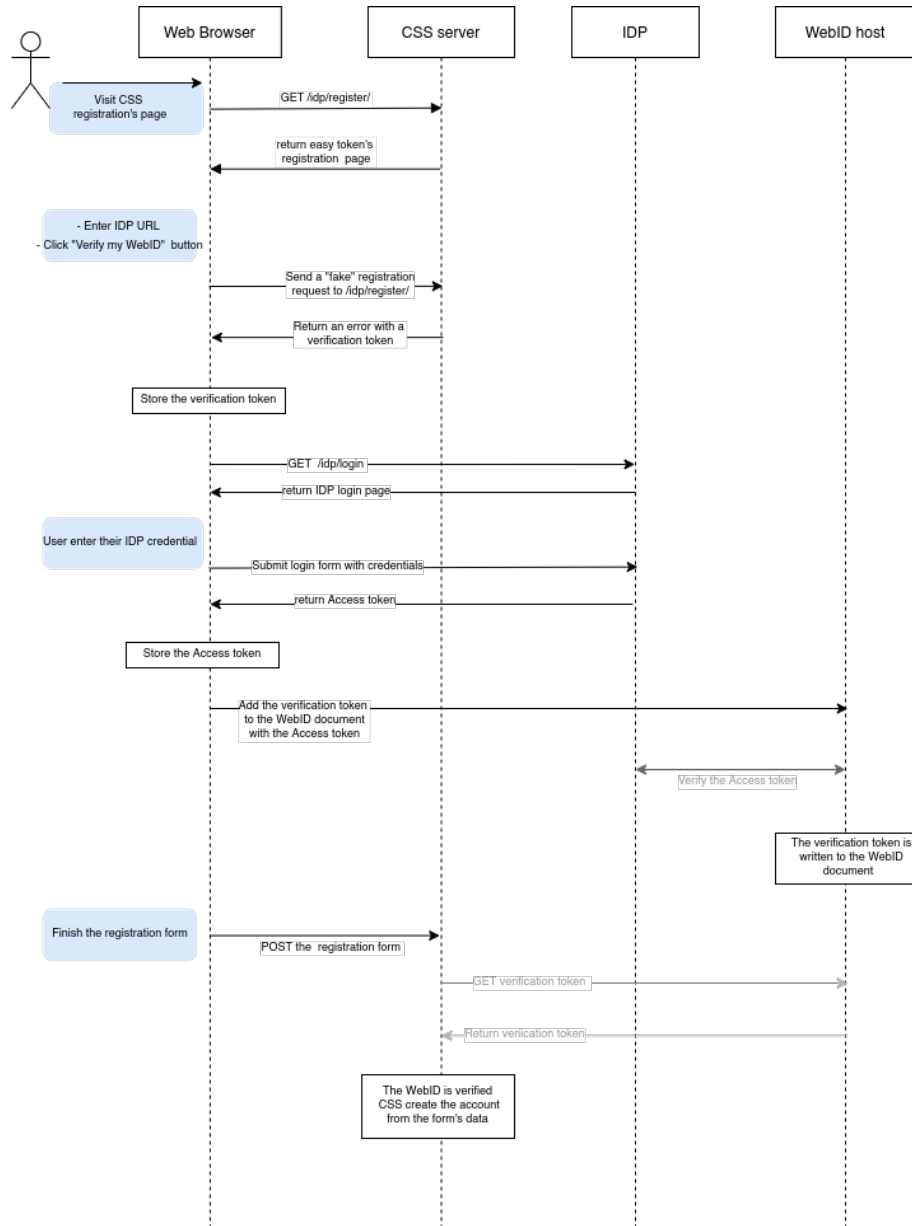 Web Browser
CSS server
IDP
WebID host
Visit CSS
registration's page
GET /idp/register/
return easy token's
registration page
- Enter IDP URL
- Click "Verify my WebID" button
Send a "fake" registration
request to /idp/register/
Return an error with a
verification token
Store the verification token
GET /idp/login
return IDP login page
User enter their IDP credential
Submit login form with credentials
return Access token
Store the Access token
Add the verification token
to the WebID document
with the Access token
Verify the Access token
The verification token is
written to the WebID
document
Finish the registration form
POST the registration form
GET verification token
Return veriication token
The WebID is verified
CSS create the account
from the form's data